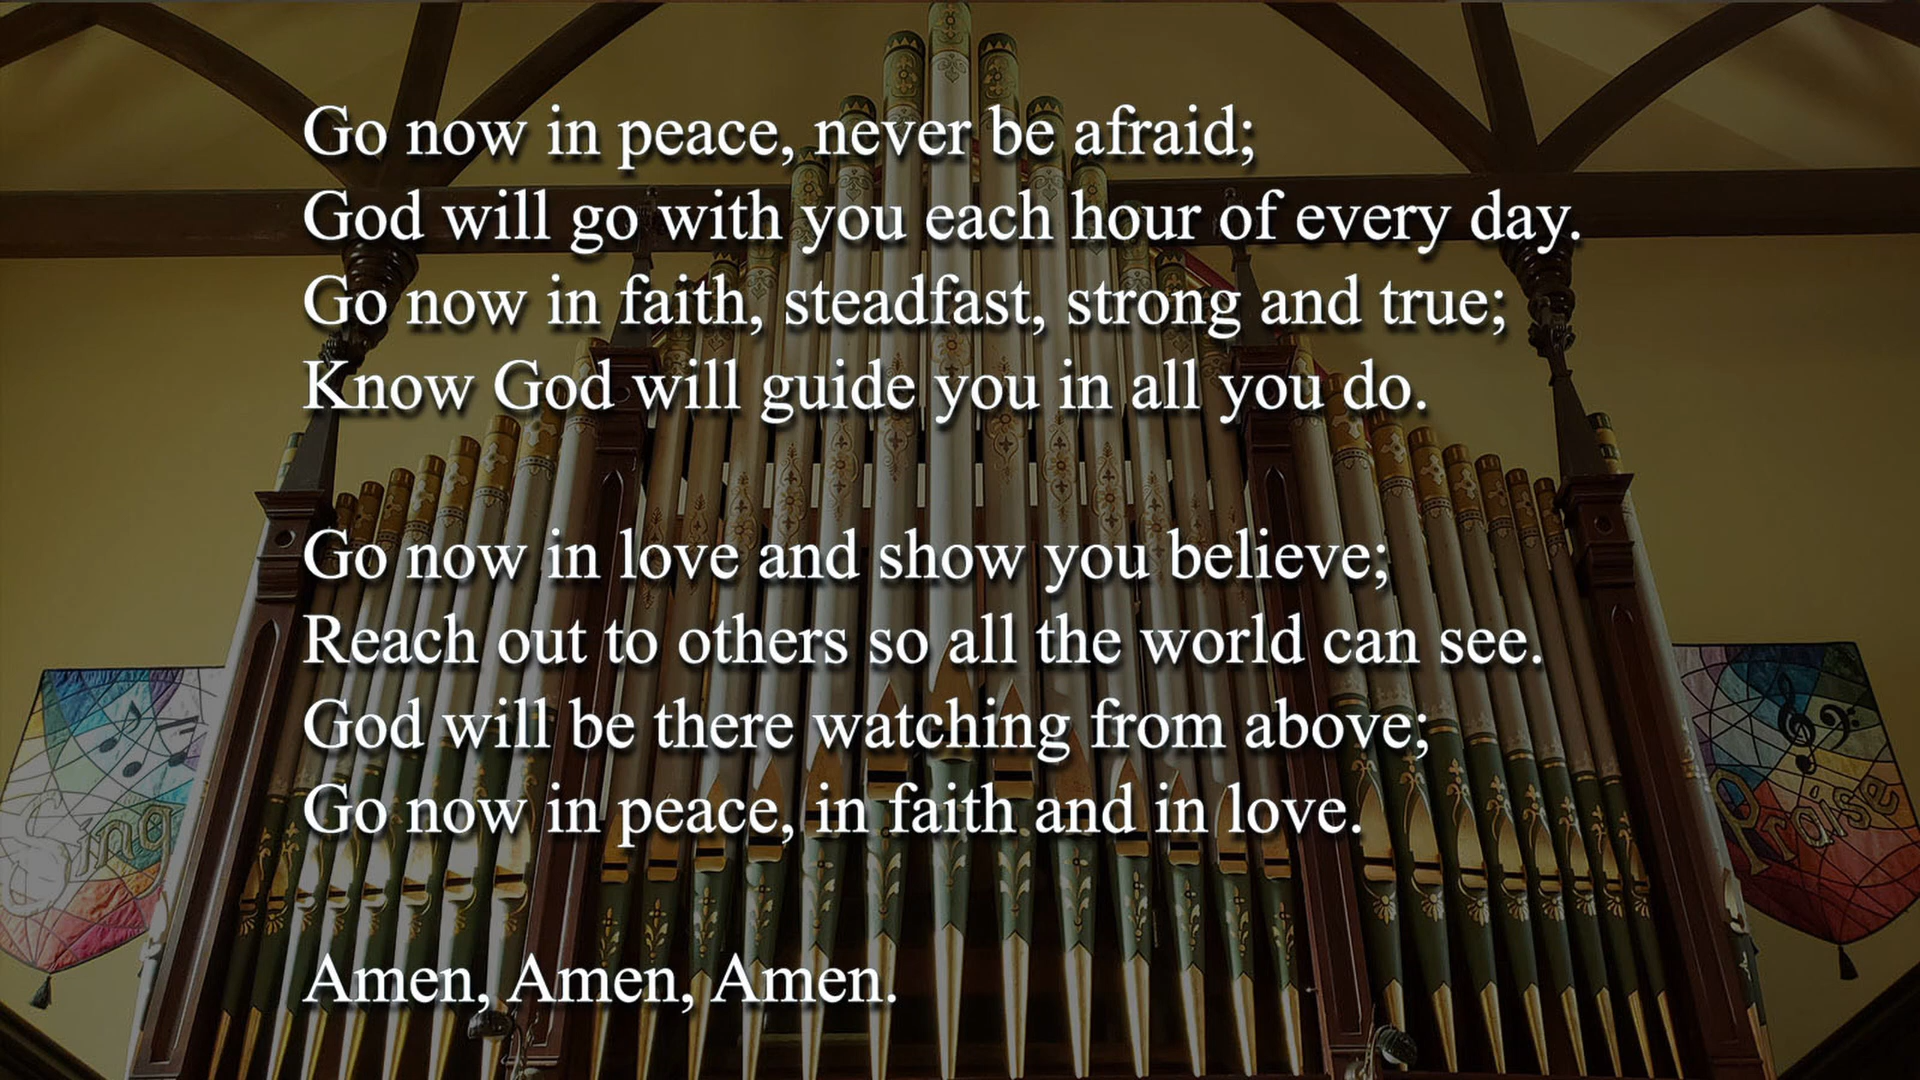 Go now in peace, never be afraid;
God will go with you each hour of every day.
Go now in faith, steadfast, strong and true;
Know God will guide you in all you do.
Go now in love and show you believe;
Reach out to others so all the world can see.
God will be there watching from above;
Go now in peace, in faith and in love.
Amen, Amen, Amen.
Sing
Praise